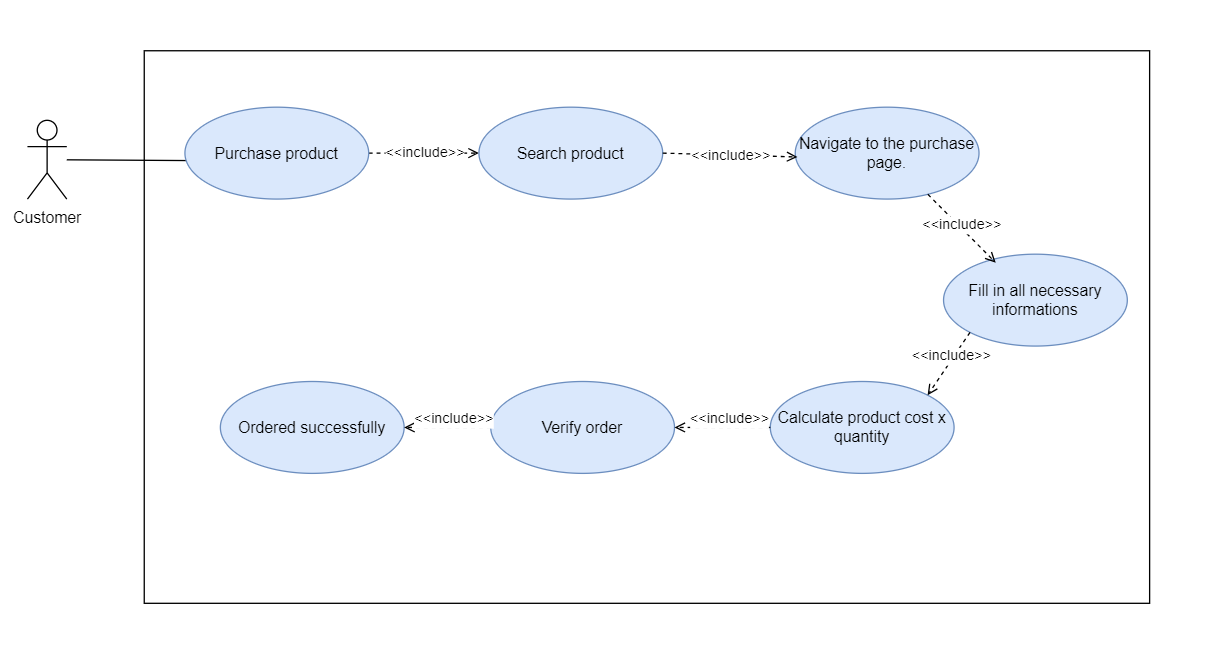 Purchase product
<<include>>
Search product
<<include>>
Navigate to the purchase
page.
Customer
<<include>>
Fill in all necessary
informations
<<include>>
Calculate product cost x
quantity
<<include>>
Verify order
<<include>>
Ordered successfully